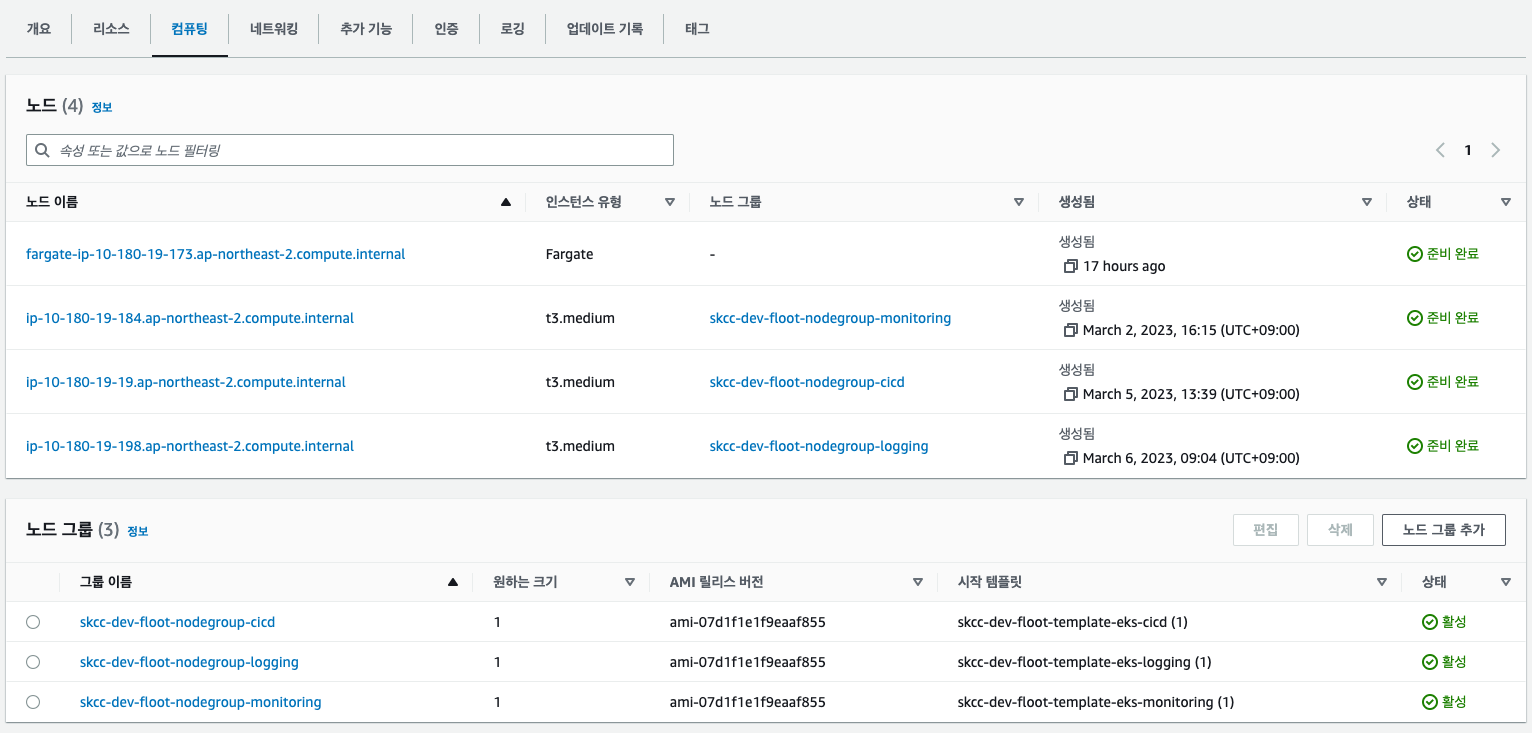 개요 리소스 컴퓨팅 네트워킹 추가 기능 인증 로깅 업데이트 기록 태그
노드 (4) 정보
속성 또는 값으로 노드 필터링 1
노드 이름 인스턴스 유형 노드 그룹 생성됨 상태
fargate-ip-10-180-19-173.ap-northeast-2.compute.internal Fargate - 생성됨 준비 완료
17 hours ago
ip-10-180-19-184.ap-northeast-2.compute.internal t3.medium skcc-dev-floot-nodegroup-monitoring 생성됨 준비 완료
March 2, 2023, 16:15 (UTC+09:00)
ip-10-180-19-19.ap-northeast-2.compute.internal t3.medium skcc-dev-floot-nodegroup-cicd 생성됨 준비 완료
March 5, 2023, 13:39 (UTC+09:00)
ip-10-180-19-198.ap-northeast-2.compute.internal t3.medium skcc-dev-floot-nodegroup-logging 생성됨 준비 완료
March 6, 2023, 09:04 (UTC+09:00)
노드 그룹 (3) 정보 편집 삭제 노드 그룹 추가
그룹 이름 원하는 크기 AMI 릴리스 버전 시작 템플릿 상태
skcc-dev-floot-nodegroup-cicd 1 ami-07d1f1e1f9eaaf855 skcc-dev-floot-template-eks-cicd (1) 활성
skcc-dev-floot-nodegroup-logging 1 ami-07d1f1e1f9eaaf855 skcc-dev-floot-template-eks-logging (1) 활성
skcc-dev-floot-nodegroup-monitoring 1 ami-07d1f1e1f9eaaf855 skcc-dev-floot-template-eks-monitoring (1) 활성